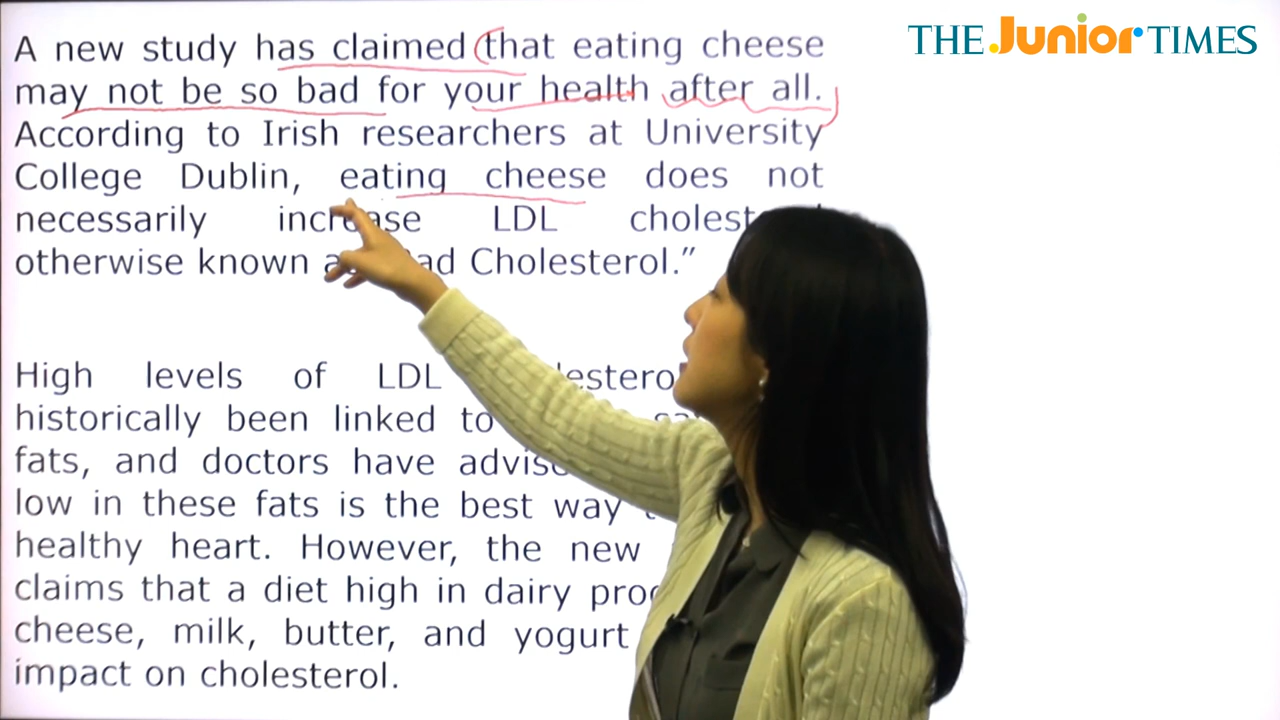 THE Junior TIMES
A new study has claimed that eating cheese
may not be so bad for your health after all.
According to Irish researchers at University
College Dublin, eating cheese does not
necessarily increase LDL
otherwise known Cholesterol.”
High levels of LDL
historically been linked to
fats, and doctors have
low in these fats is the best way
healthy heart. However, the new
claims that a diet high in dairy
cheese, milk, butter, and yogurt
impact on cholesterol.